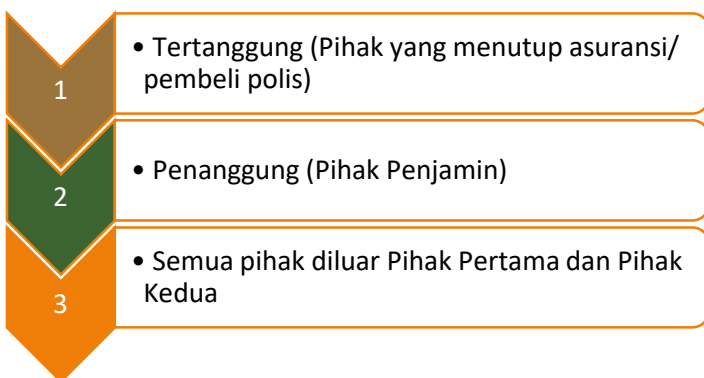 1
• Tertanggung (Pihak yang menutup asuransi/
pembeli polis)
2
• Penanggung (Pihak Penjamin)
3
• Semua pihak diluar Pihak Pertama dan Pihak
Kedua